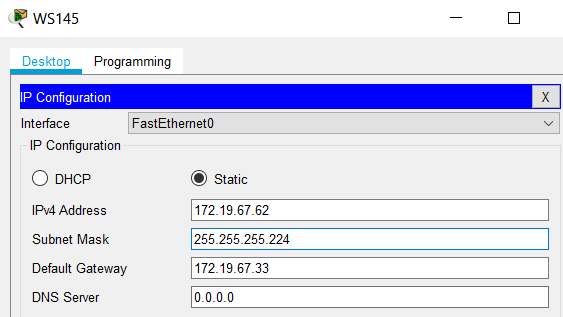 WS145
Desktop Programming
IP Configuration X
Interface FastEthernet0
IP Configuration
DHCP Static
IPv4 Address 172.19.67.62
Subnet Mask 255.255.255.224
Default Gateway 172.19.67.33
DNS Server 0.0.0.0